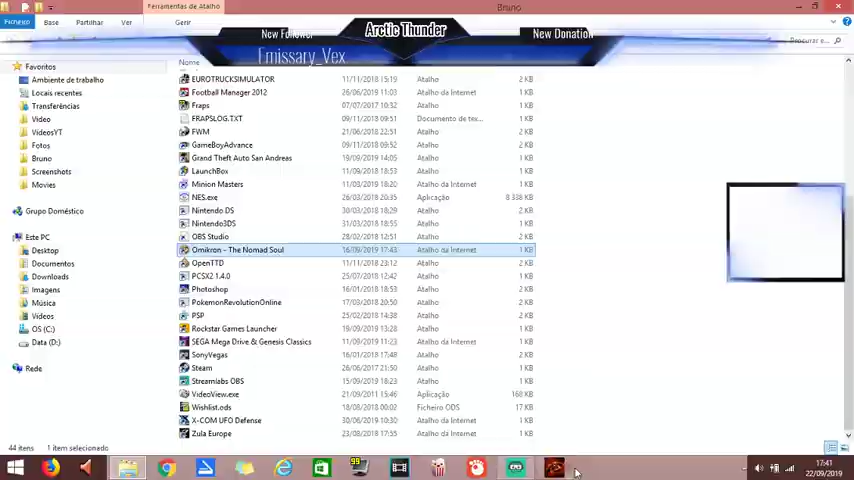 Ferramentas de Atalho
Bruno
Ficheiro Base Partilhar Ver Gerir
New Follower Arctic Thunder New Donation
Emissary_Vex
Procurar e...
Nome
Favoritos
Ambiente de trabalho
Locais recentes
Transferências
Video
VideosYT
Fotos
Bruno
Screenshots
Movies
Grupo Doméstico
Este PC
Desktop
Documentos
Downloads
Imagens
Música
Vídeos
OS (C:)
Data (D:)
Rede
EUROTRUCKSIMULATOR 11/11/2018 15:19 Atalho 2 KB
Football Manager 2012 26/06/2019 11:03 Atalho da Internet 1 KB
Fraps 07/07/2017 10:32 Atalho 1 KB
FRAPSLOG.TXT 09/11/2018 09:51 Documento de tex... 2 KB
FWM 21/06/2018 22:51 Atalho 2 KB
GameBoyAdvance 09/11/2018 09:52 Atalho 2 KB
Grand Theft Auto San Andreas 19/09/2019 14:05 Atalho 1 KB
LaunchBox 11/09/2018 18:53 Atalho 1 KB
Minion Masters 11/03/2019 18:20 Atalho da Internet 1 KB
NES.exe 26/03/2018 20:35 Aplicação 8 338 KB
Nintendo DS 30/03/2018 18:29 Atalho 2 KB
Nintendo3DS 30/03/2018 18:45 Atalho 2 KB
OBS Studio 28/02/2018 12:51 Atalho 2 KB
Omikron - The Nomad Soul 16/09/2019 17:43 Atalho da Internet 1 KB
OpenTTD 11/11/2018 23:12 Atalho 2 KB
PCSX2 1.4.0 25/07/2018 12:42 Atalho 1 KB
Photoshop 16/01/2018 18:53 Atalho 2 KB
PokemonRevolutionOnline 17/03/2018 20:50 Atalho 2 KB
PSP 25/02/2018 14:38 Atalho 2 KB
Rockstar Games Launcher 19/09/2019 13:28 Atalho 1 KB
SEGA Mega Drive & Genesis Classics 11/09/2019 11:23 Atalho da Internet 1 KB
SonyVegas 16/01/2018 17:48 Atalho 2 KB
Steam 26/06/2017 21:50 Atalho 1 KB
Streamlabs OBS 15/09/2019 18:23 Atalho 2 KB
VideoView.exe 21/09/2011 15:46 Aplicação 168 KB
Wishlist.ods 18/08/2019 00:02 Ficheiro ODS 17 KB
X-COM UFO Defense 30/06/2019 10:30 Atalho da Internet 1 KB
Zula Europe 23/08/2018 17:55 Atalho da Internet 1 KB
44 itens 1 item selecionado
99
17:41
22/09/2019